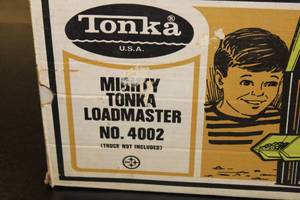 Tonka®
U.S.A.
MIGHTY
TONKA
LOADMASTER
NO. 4002
(TRUCK NOT INCLUDED)